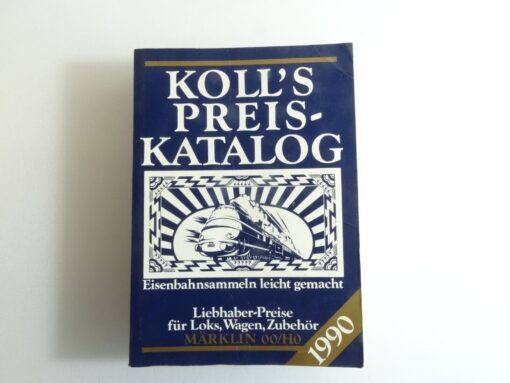 KOLL'S
PREIS-
KATALOG
Eisenbahnsammeln leicht gemacht
Liebhaber-Preise
für Loks, Wagen, Zubehör
MÄRKLIN 00/H0
1990